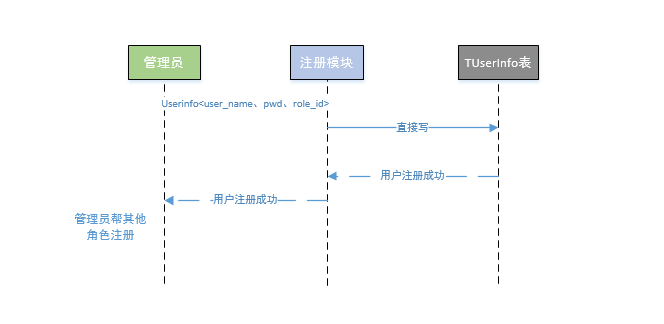 管理员
注册模块
TUserInfo表
Userinfo<user_name、pwd、role_id>
直接写
用户注册成功
用户注册成功
管理员帮其他
角色注册